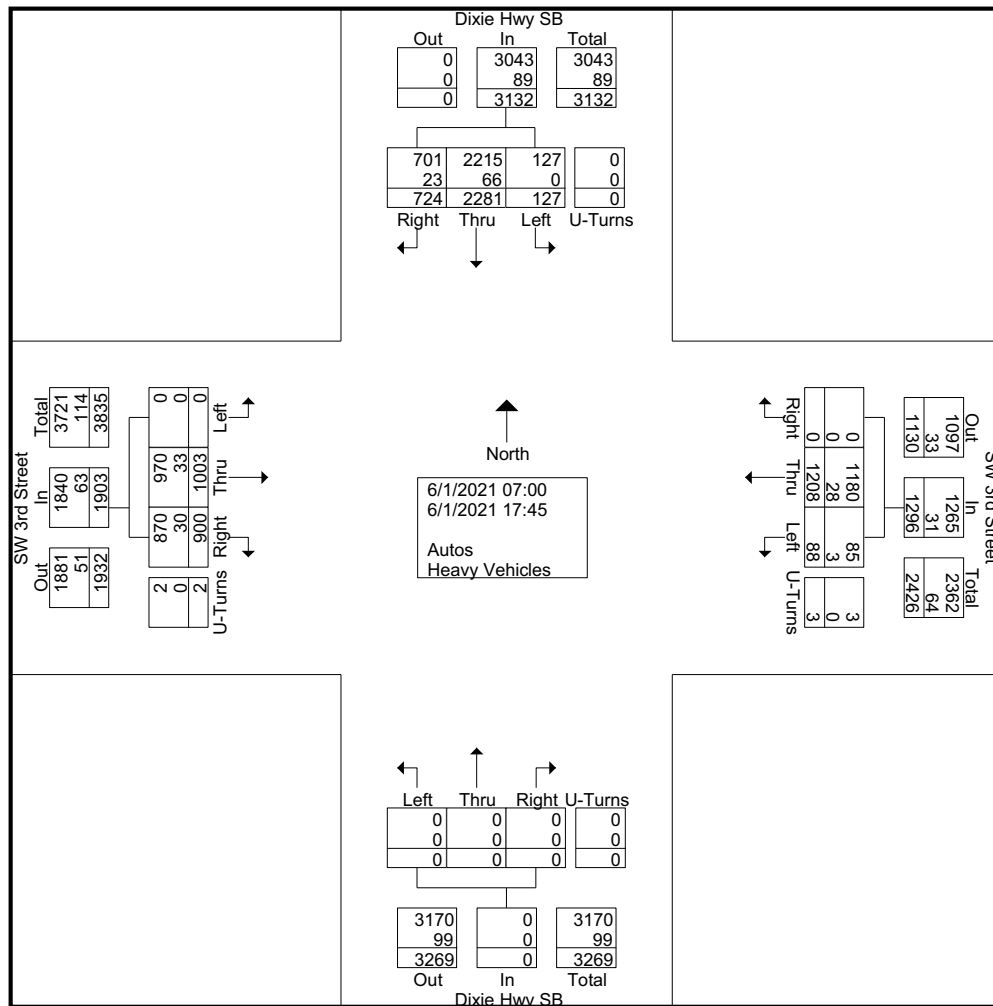 Dixie Hwy SB
Out In Total
0 3043 3043
0 89 89
0 3132 3132
701 2215 127 0
23 66 0 0
724 2281 127 0
Right Thru Left U-Turns
SW 3rd Street
Total In Out
3721 1840 1881
114 63 51
3835 1903 1932
0 970 870 2
0 33 30 0
0 1003 900 2
Left Thru Right U-Turns
North
6/1/2021 07:00
6/1/2021 17:45
Autos
Heavy Vehicles
SW 3rd Street
Out In Total
1097 1265 2362
33 31 64
1130 1296 2426
0 1180 85 3
0 28 3 0
0 1208 88 3
Right Thru Left U-Turns
Left Thru Right U-Turns
0 0 0 0
0 0 0 0
0 0 0 0
3170 0 3170
99 0 99
3269 0 3269
Out In Total
Dixie Hwy SB